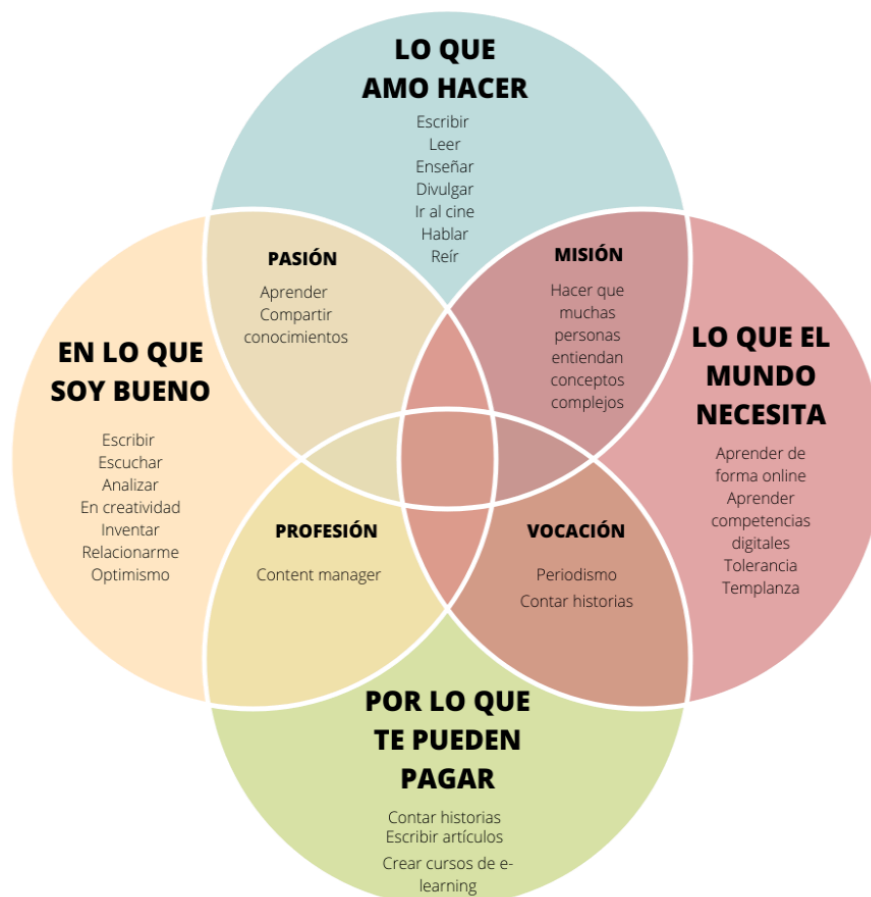 LO QUE
AMO HACER
Escribir
Leer
Enseñar
Divulgar
Ir al cine
Hablar
Reír
PASIÓN
Aprender
Compartir
conocimientos
MISIÓN
Hacer que
muchas
personas
entiendan
conceptos
complejos
EN LO QUE
SOY BUENO
Escribir
Escuchar
Analizar
En creatividad
Inventar
Relacionarme
Optimismo
LO QUE EL
MUNDO
NECESITA
Aprender de
forma online
Aprender
competencias
digitales
Tolerancia
Templanza
PROFESIÓN
Content manager
VOCACIÓN
Periodismo
Contar historias
POR LO QUE
TE PUEDEN
PAGAR
Contar historias
Escribir artículos
Crear cursos de e-
learning